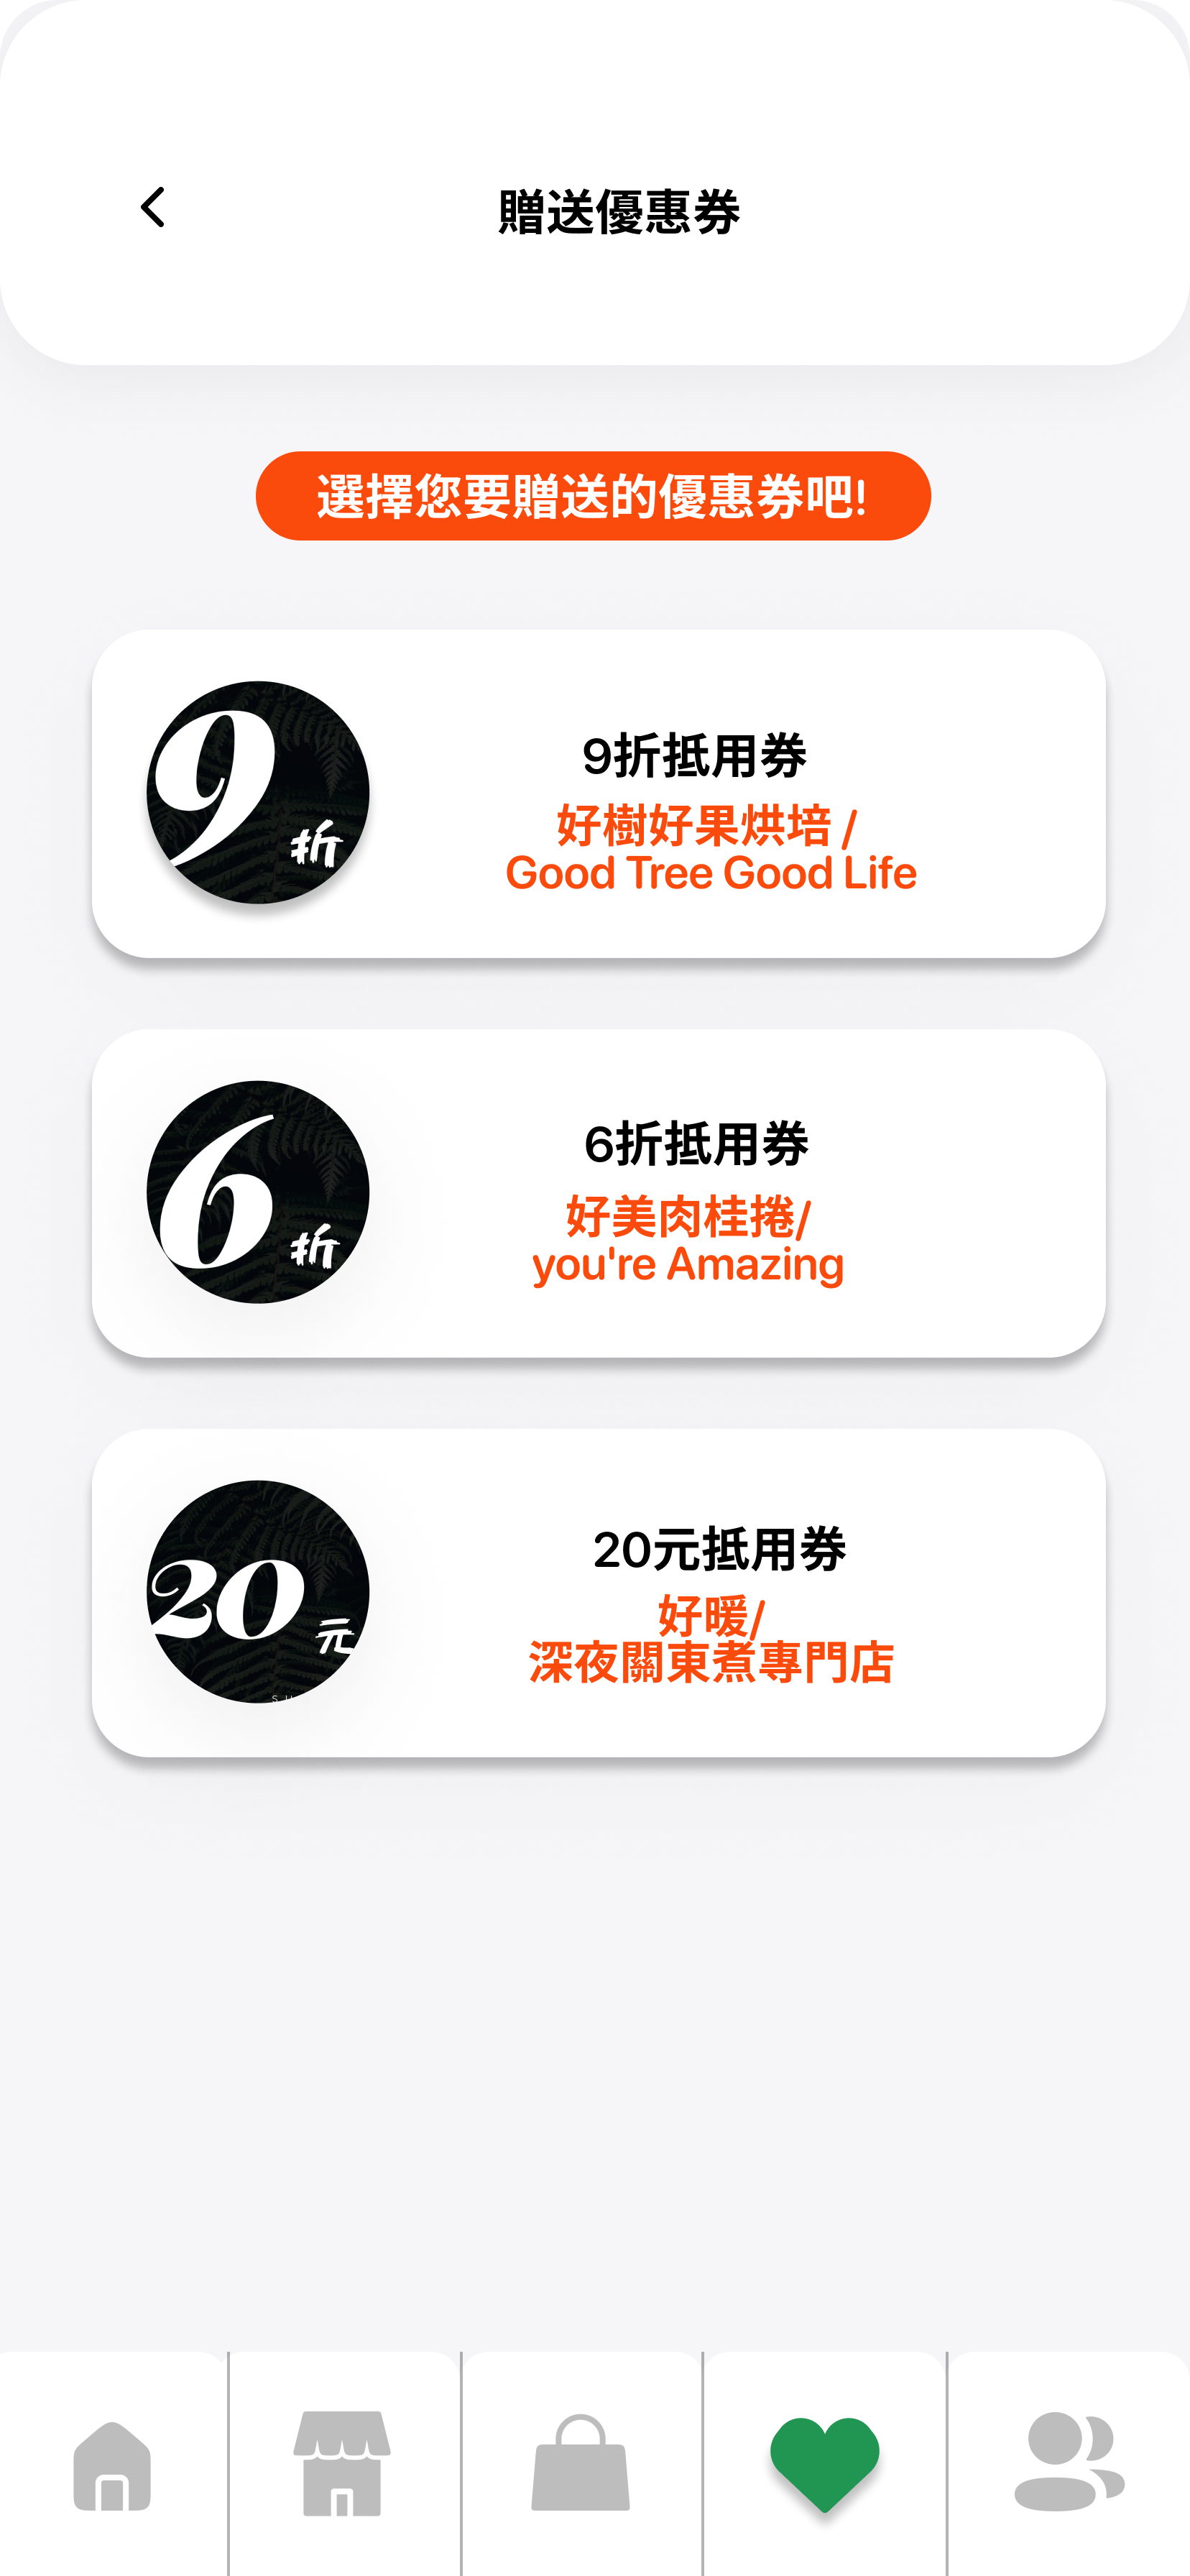 贈送優惠券
選擇您要贈送的優惠券吧!
9折
9折抵用券
好樹好果烘培 /
Good Tree Good Life
6折
6折抵用券
好美肉桂捲/
you're Amazing
20元
20元抵用券
好暖/
深夜關東煮專門店